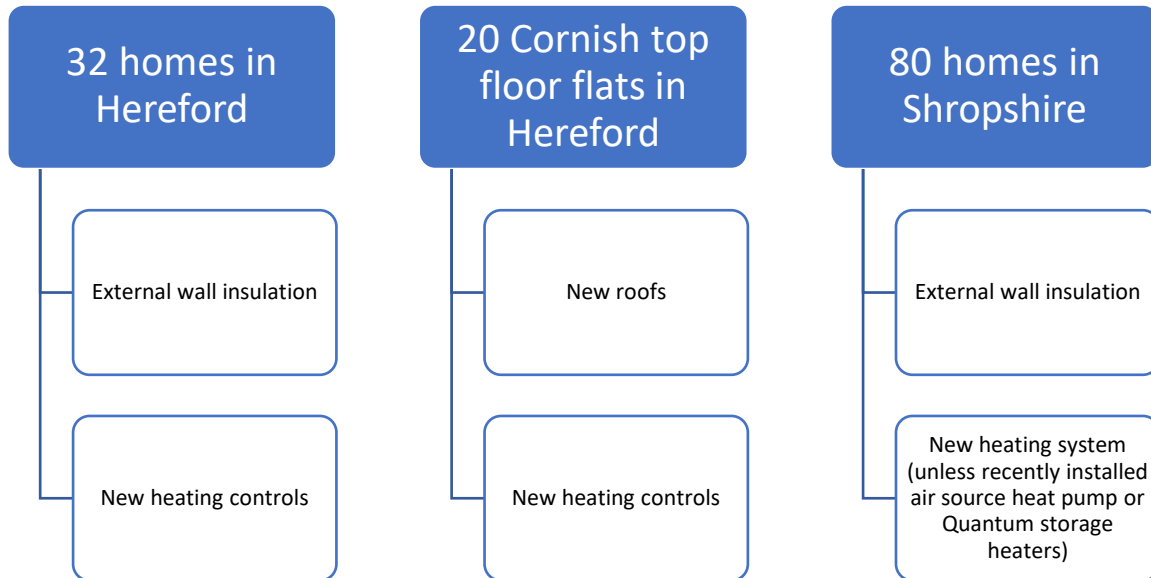 32 homes in
Hereford
External wall insulation
New heating controls
20 Cornish top
floor flats in
Hereford
New roofs
New heating controls
80 homes in
Shropshire
External wall insulation
New heating system
(unless recently installed
air source heat pump or
Quantum storage
heaters)